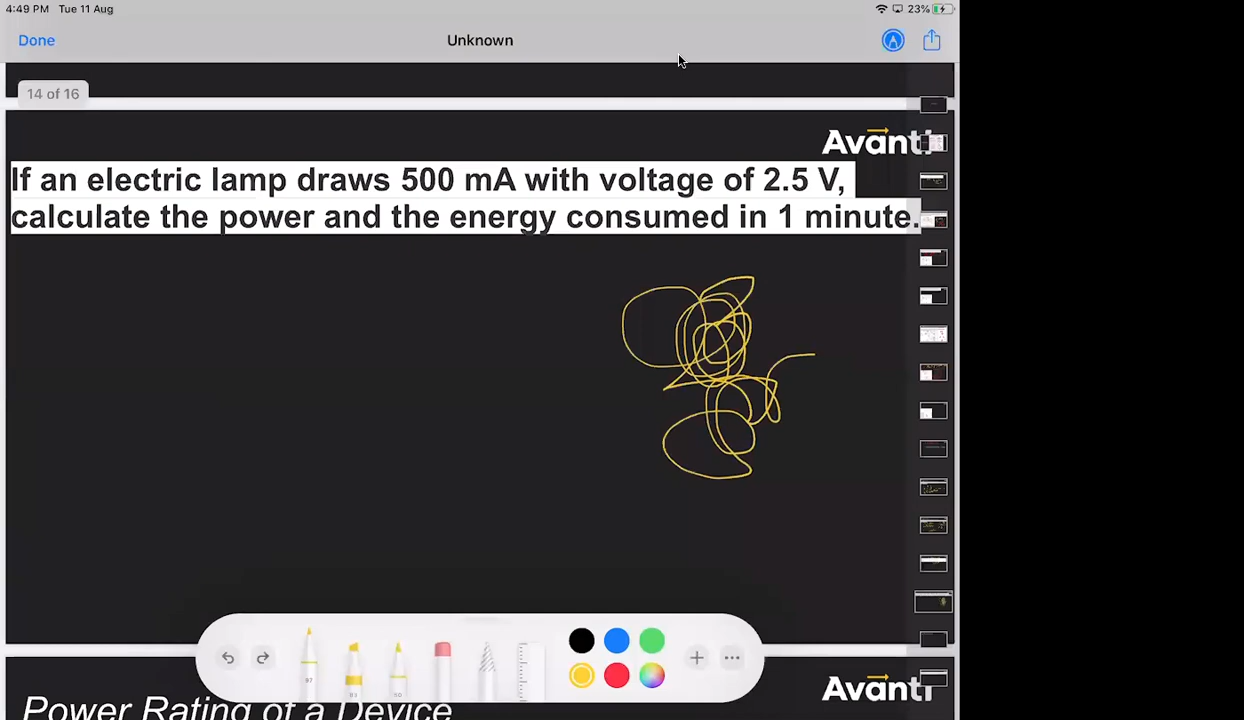 4:49 PM Tue 11 Aug
23%
Done
Unknown
14 of 16
Avanti
If an electric lamp draws 500 mA with voltage of 2.5 V,
calculate the power and the energy consumed in 1 minute.
97
Power Rating of a Device
Avanti